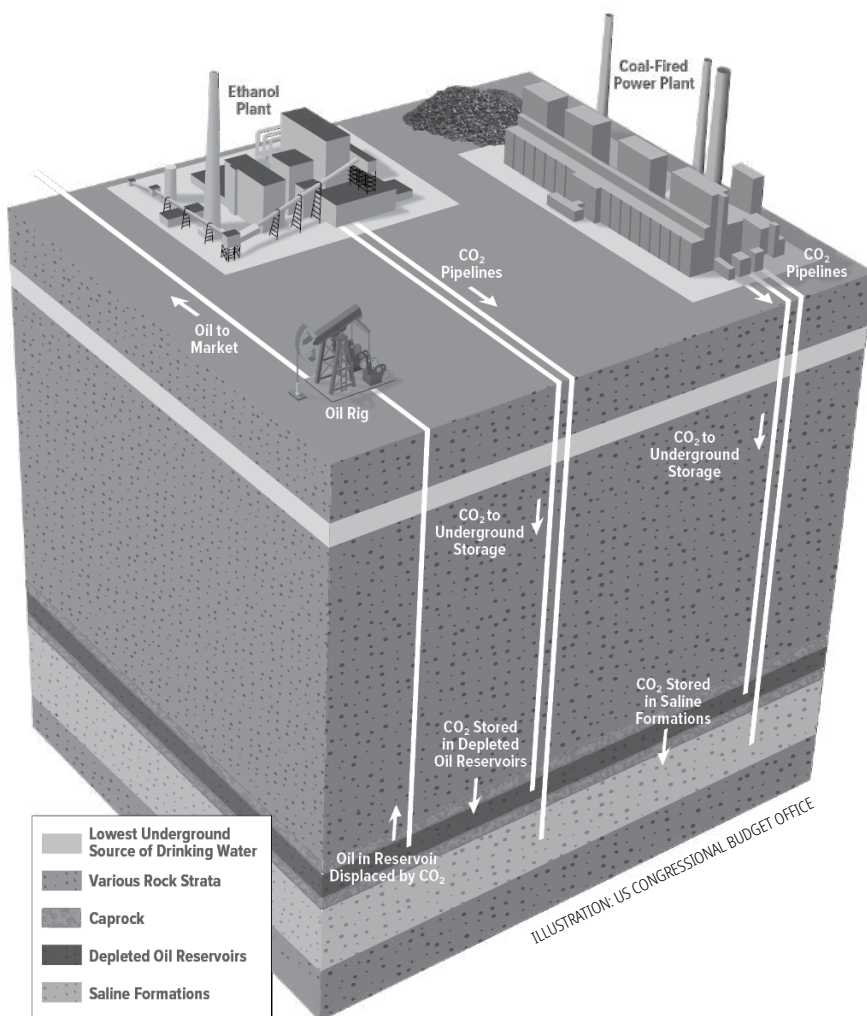 Ethanol
Plant
Coal-Fired
Power Plant
CO₂
Pipelines
CO₂
Pipelines
Oil to
Market
Oil Rig
CO₂ to
Underground
Storage
CO₂ to
Underground
Storage
CO₂ Stored
in Saline
Formations
CO₂ Stored
in Depleted
Oil Reservoirs
Oil in Reservoir
Displaced by CO₂
Lowest Underground
Source of Drinking Water
Various Rock Strata
Caprock
Depleted Oil Reservoirs
Saline Formations
ILLUSTRATION: US CONGRESSIONAL BUDGET OFFICE